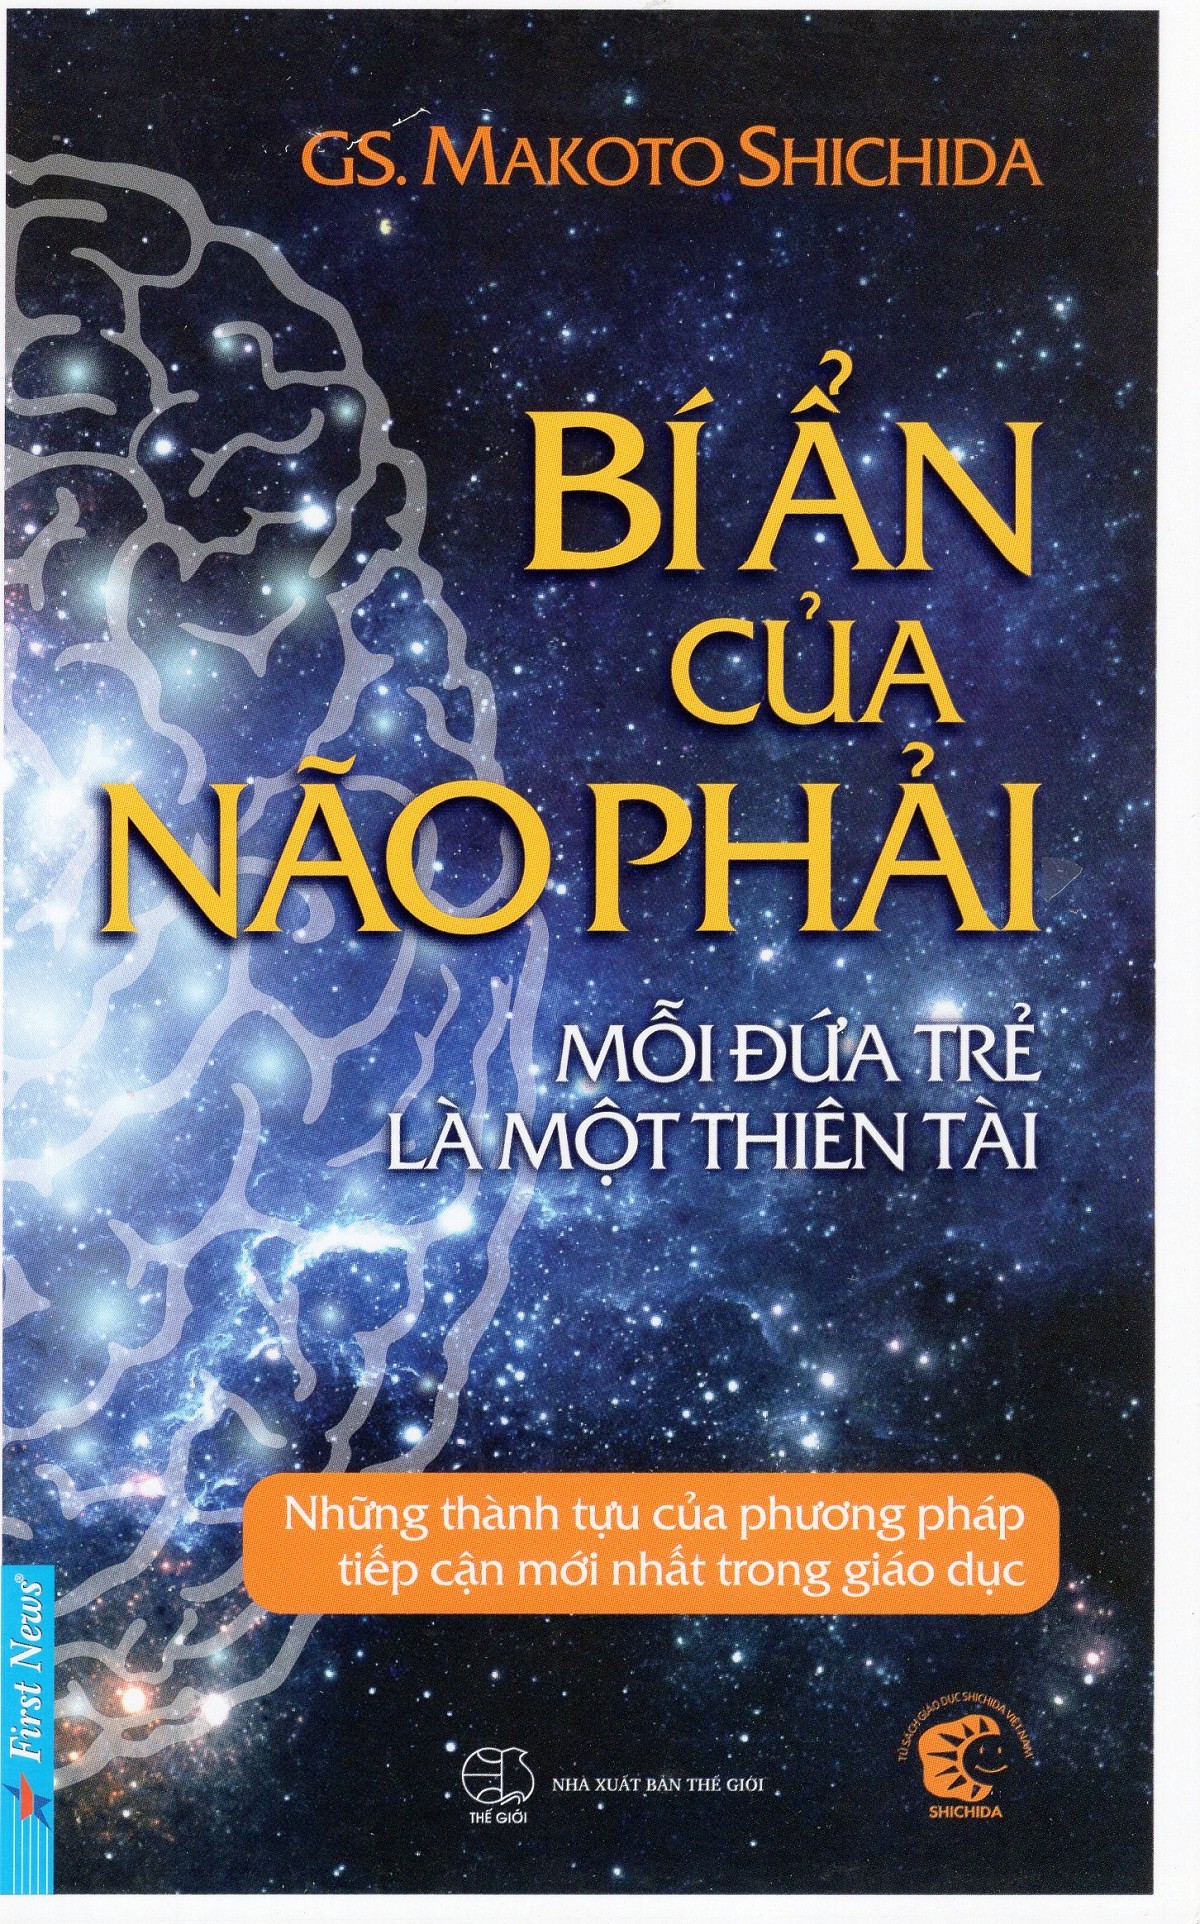 GS. MAKOTO SHICHIDA
BÍ ẨN
CỦA
NÃO PHẢI
MỖI ĐỨA TRẺ
LÀ MỘT THIÊN TÀI
Những thành tựu của phương pháp
tiếp cận mới nhất trong giáo dục
First News®
THẾ GIỚI
NHÀ XUẤT BẢN THẾ GIỚI
TỦ SÁCH GIÁO DỤC SHICHIDA VIỆT NAM
SHICHIDA